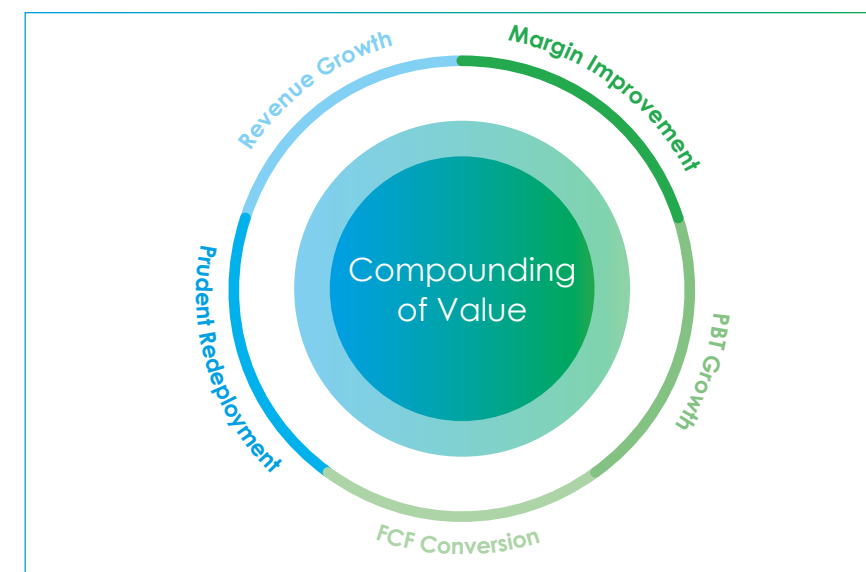 Revenue Growth
Margin Improvement
PBT Growth
FCF Conversion
Prudent Redeployment
Compounding
of Value